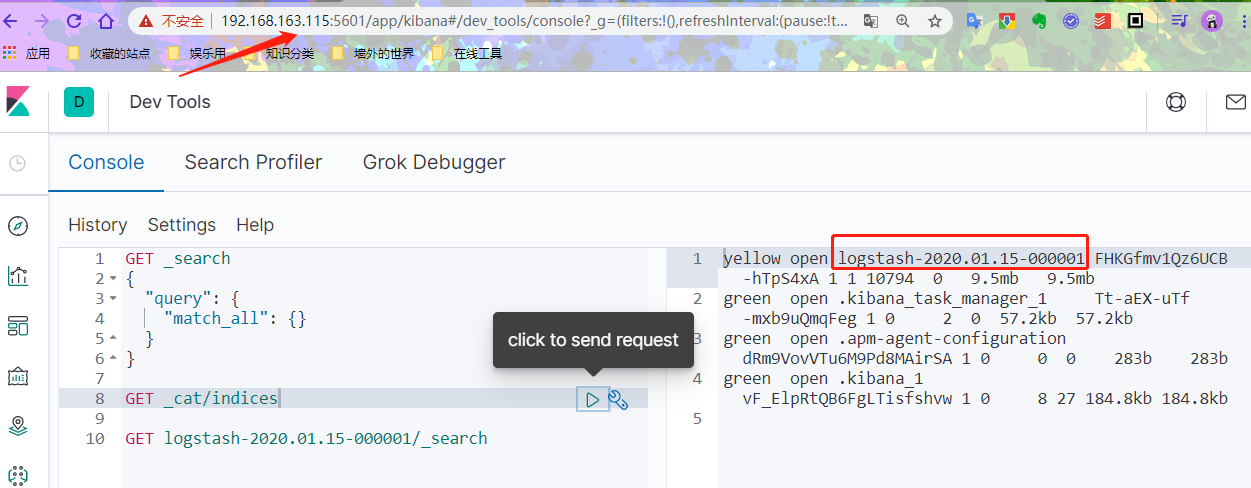 不安全 192.168.163.115:5601/app/kibana#/dev_tools/console?_g=(filters:!(),refreshInterval:(pause:!t...
应用 收藏的站点 娱乐用 知识分类 墙外的世界 在线工具
D Dev Tools
Console Search Profiler Grok Debugger
History Settings Help
1 GET _search
2 {
3 "query": {
4 "match_all": {}
5 }
6 }
7
8 GET _cat/indices
9
10 GET logstash-2020.01.15-000001/_search
click to send request
1 yellow open logstash-2020.01.15-000001 FHKGfmv1Qz6UCB
-hTpS4xA 1 1 10794 0 9.5mb 9.5mb
2 green open .kibana_task_manager_1 Tt-aEX-uTf
-mxb9uQmqFeg 1 0 2 0 57.2kb 57.2kb
3 green open .apm-agent-configuration
dRm9VovVTu6M9Pd8MAirSA 1 0 0 0 283b 283b
4 green open .kibana_1
vF_ElpRtQB6FgLTisfshvw 1 0 8 27 184.8kb 184.8kb
5